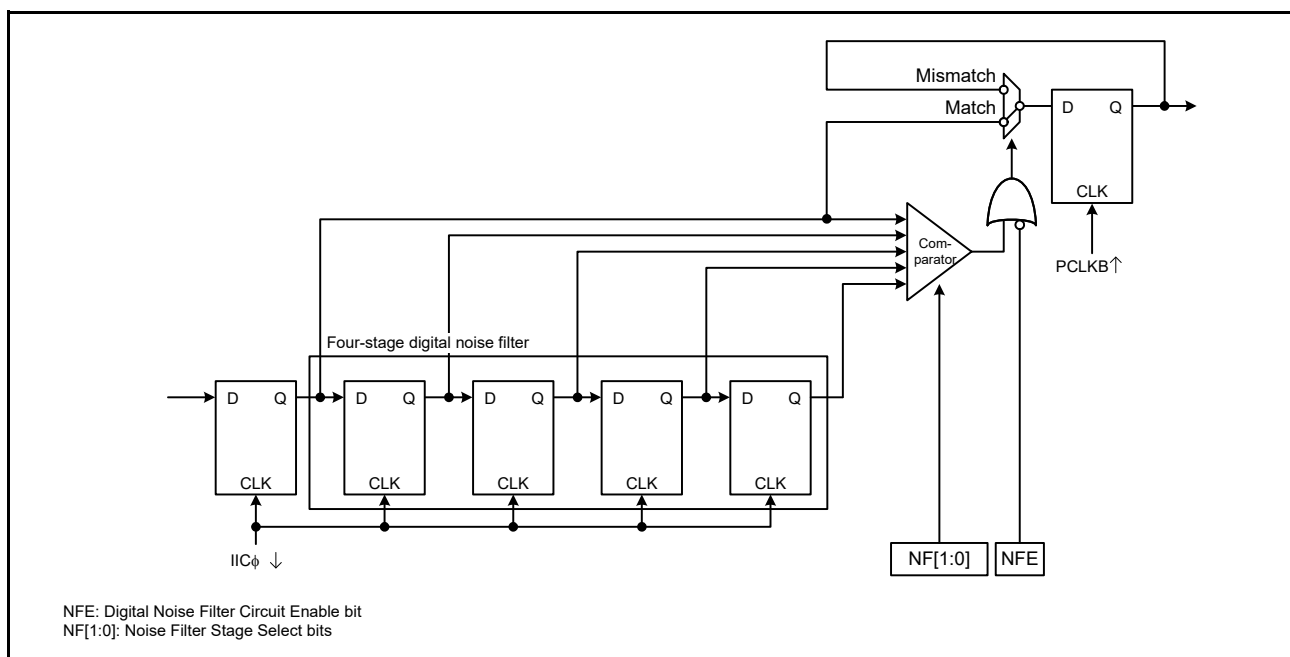 Mismatch
Match
D Q
CLK
PCLKB↑
Com-
parator
Four-stage digital noise filter
D Q D Q D Q D Q D Q
CLK CLK CLK CLK CLK
IICϕ ↓
NF[1:0] NFE
NFE: Digital Noise Filter Circuit Enable bit
NF[1:0]: Noise Filter Stage Select bits